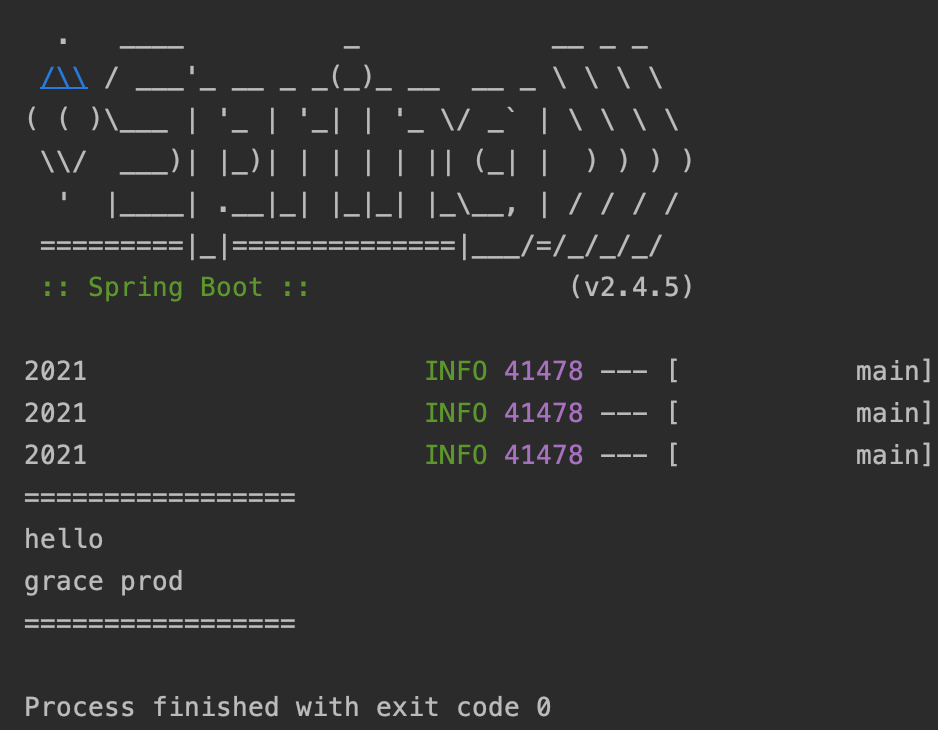 .   ____          _            __ _ _
 /\\ / ___'_ __ _ _(_)_ __  __ _ \ \ \ \
( ( )\___ | '_ | '_| | '_ \/ _` | \ \ \ \
 \\/  ___)| |_)| | | | | || (_| |  ) ) ) )
  '  |____| .__|_| |_|_| |_\__, | / / / /
 =========|_|==============|___/=/_/_/_/
 :: Spring Boot ::                (v2.4.5)
2021 INFO 41478 --- [           main]
2021 INFO 41478 --- [           main]
2021 INFO 41478 --- [           main]
=================
hello
grace prod
=================
Process finished with exit code 0